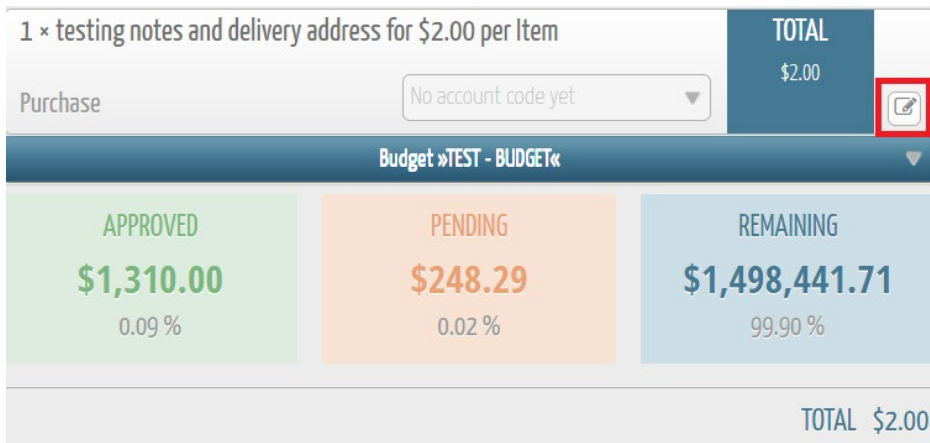 1 × testing notes and delivery address for $2.00 per Item
TOTAL
$2.00
Purchase
No account code yet
Budget »TEST - BUDGET«
APPROVED
$1,310.00
0.09 %
PENDING
$248.29
0.02 %
REMAINING
$1,498,441.71
99.90 %
TOTAL $2.00